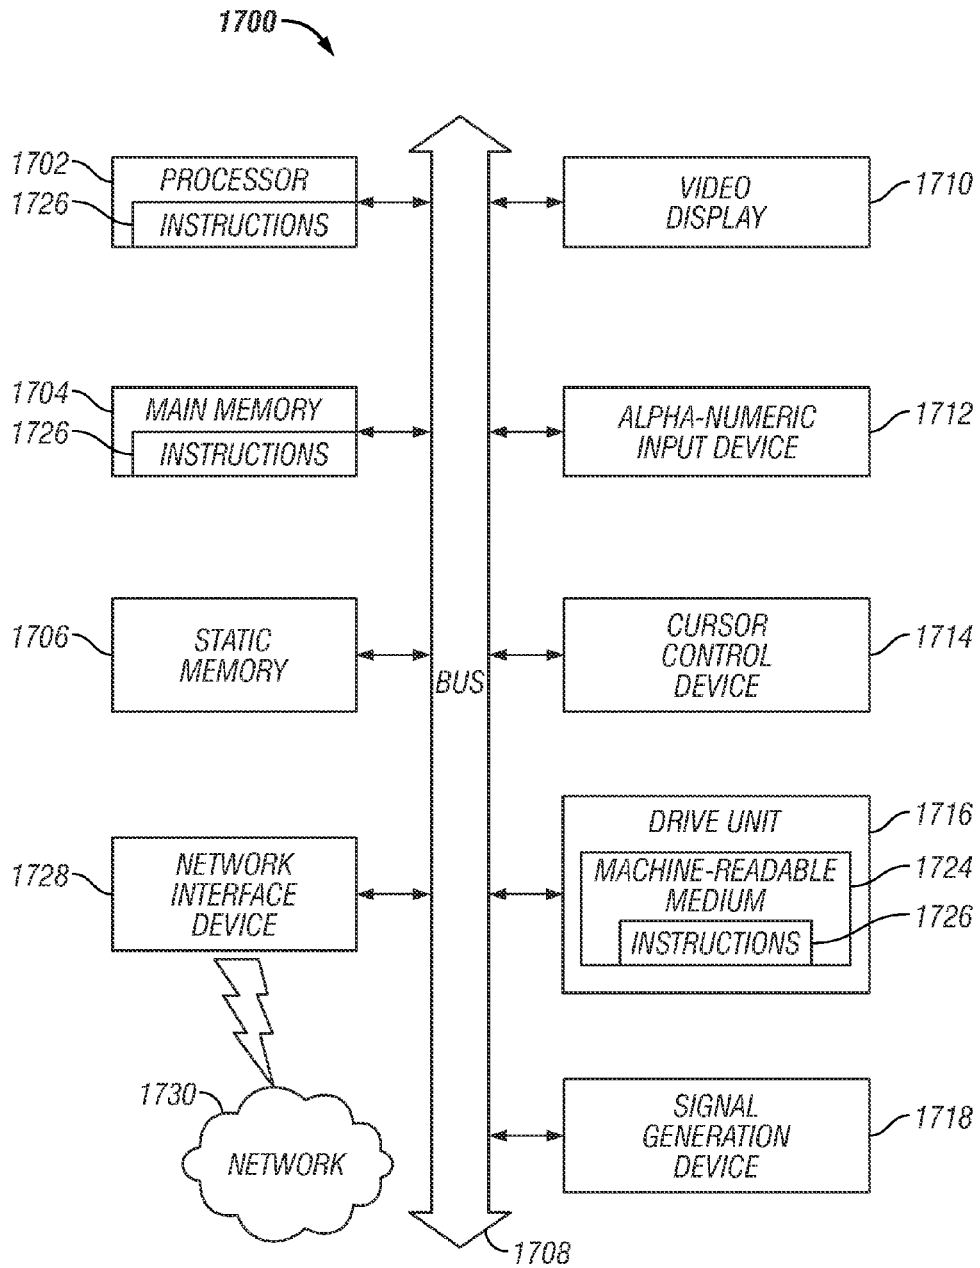 1700
1702
PROCESSOR
1726
INSTRUCTIONS
1704
MAIN MEMORY
1726
INSTRUCTIONS
1706
STATIC
MEMORY
1728
NETWORK
INTERFACE
DEVICE
1730
NETWORK
BUS
1708
VIDEO
DISPLAY
1710
ALPHA-NUMERIC
INPUT DEVICE
1712
CURSOR
CONTROL
DEVICE
1714
DRIVE UNIT
1716
MACHINE-READABLE
MEDIUM
1724
INSTRUCTIONS
1726
SIGNAL
GENERATION
DEVICE
1718